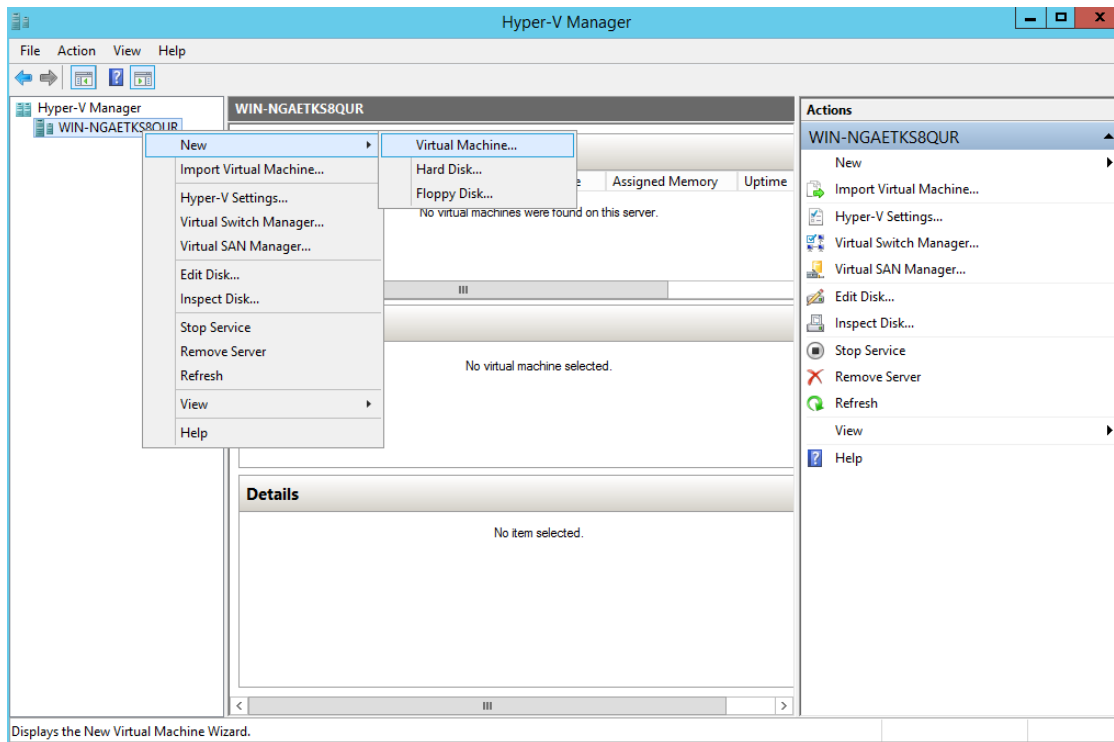 Hyper-V Manager
File Action View Help
Hyper-V Manager
WIN-NGAETKS8QUR
New
Import Virtual Machine...
Hyper-V Settings...
Virtual Switch Manager...
Virtual SAN Manager...
Edit Disk...
Inspect Disk...
Stop Service
Remove Server
Refresh
View
Help
Virtual Machine...
Hard Disk...
Floppy Disk...
WIN-NGAETKS8QUR
Assigned Memory Uptime
No virtual machines were found on this server.
No virtual machine selected.
Details
No item selected.
Actions
WIN-NGAETKS8QUR
New
Import Virtual Machine...
Hyper-V Settings...
Virtual Switch Manager...
Virtual SAN Manager...
Edit Disk...
Inspect Disk...
Stop Service
Remove Server
Refresh
View
Help
Displays the New Virtual Machine Wizard.